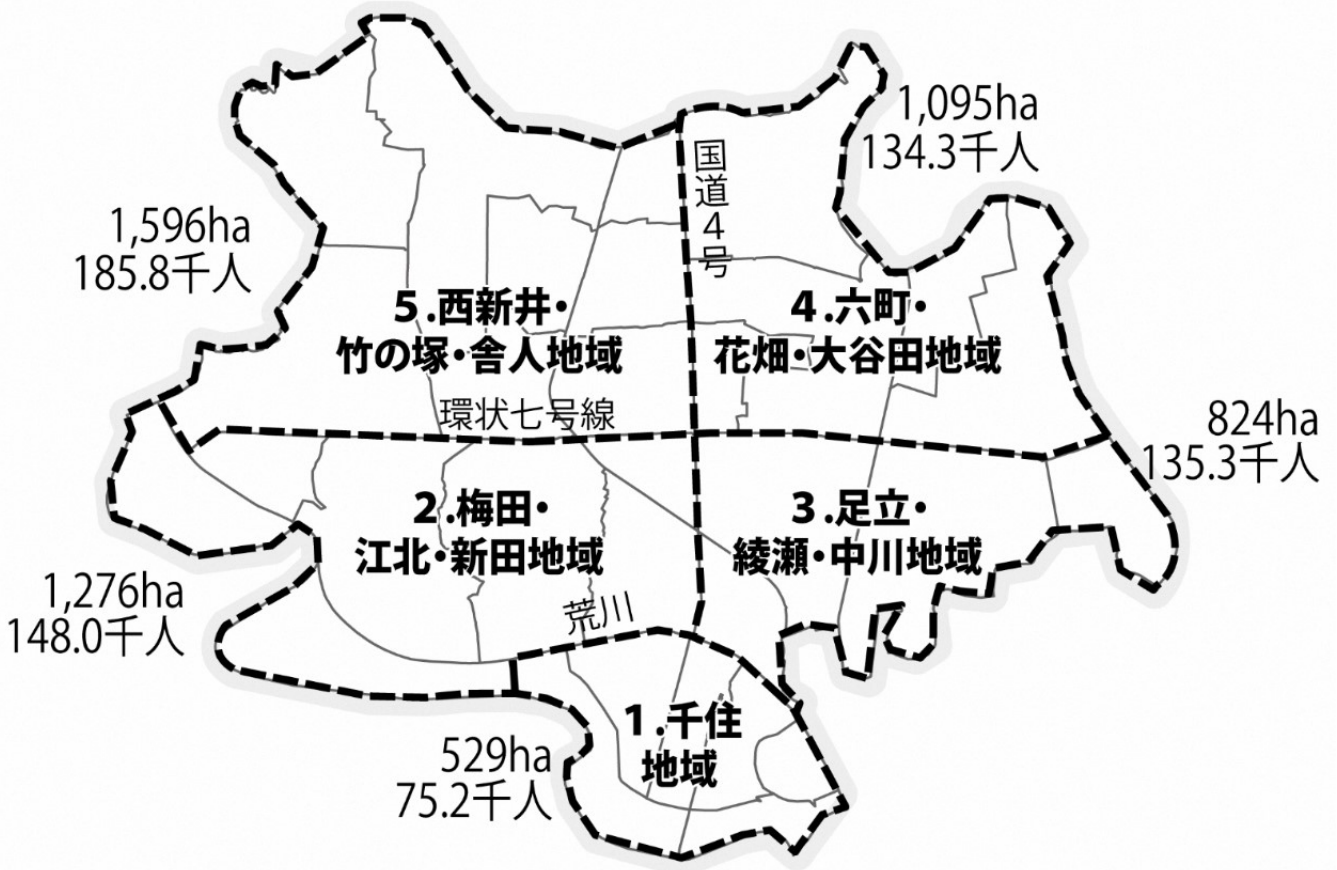 1,095ha
134.3千人
国道4号
1,596ha
185.8千人
5.西新井・
竹の塚・舎人地域
4.六町・
花畑・大谷田地域
環状七号線
824ha
135.3千人
2.梅田・
江北・新田地域
3.足立・
綾瀬・中川地域
1,276ha
148.0千人
荒川
1.千住
地域
529ha
75.2千人